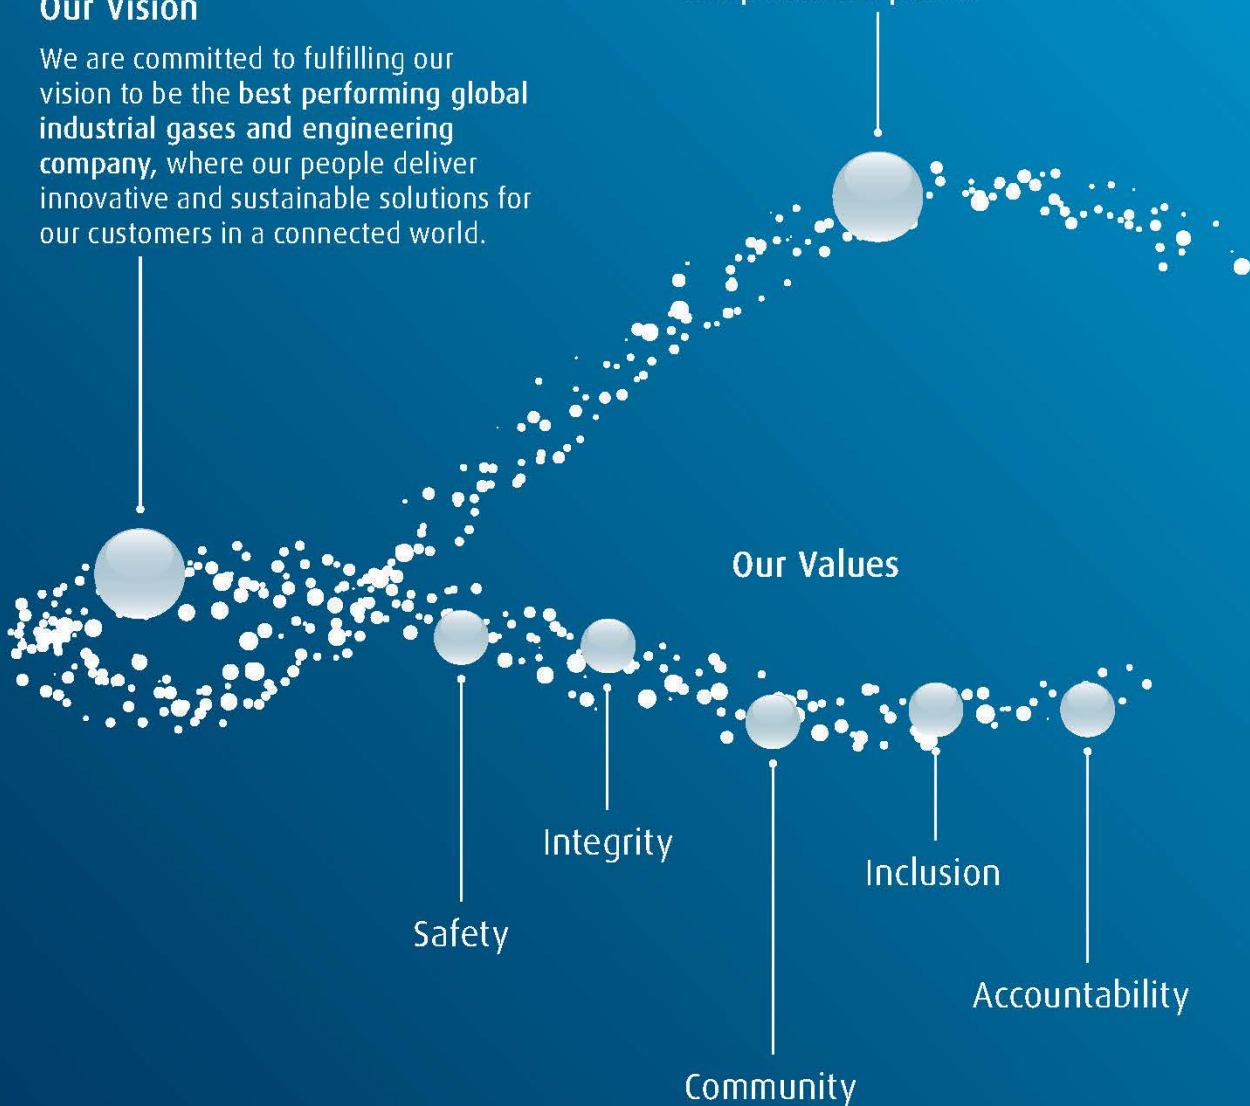 Our Vision
We are committed to fulfilling our
vision to be the best performing global
industrial gases and engineering
company, where our people deliver
innovative and sustainable solutions for
our customers in a connected world.
Our Values
Integrity
Inclusion
Safety
Accountability
Community